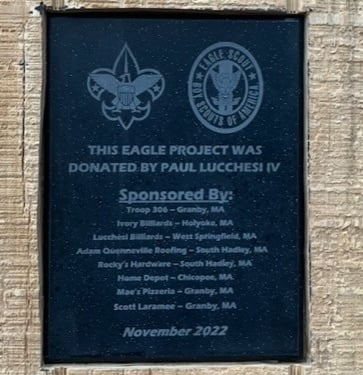 EAGLE SCOUT
BOY SCOUTS OF AMERICA
THIS EAGLE PROJECT WAS
DONATED BY PAUL LUCCHESI IV
Sponsored By:
Troop 306 – Granby, MA
Ivory Billiards – Holyoke, MA
Lucchesi Billiards – West Springfield, MA
Adam Quenneville Roofing – South Hadley, MA
Rocky's Hardware – South Hadley, MA
Home Depot – Chicopee, MA
Mae's Pizzeria – Granby, MA
Scott Laramee – Granby, MA
November 2022